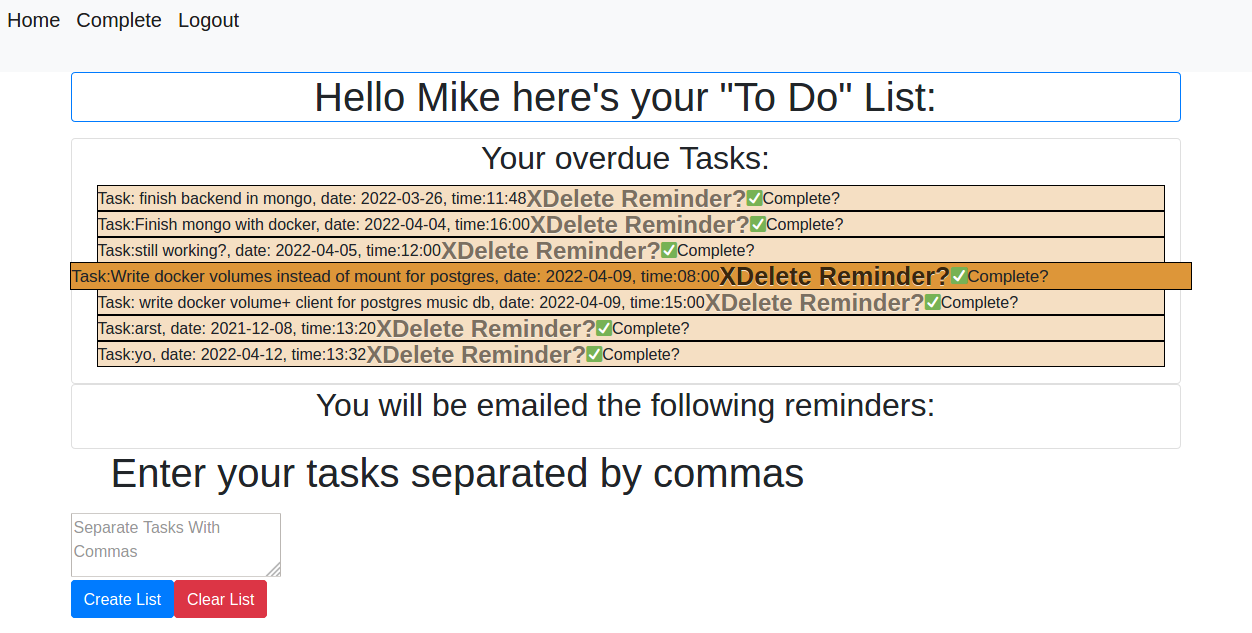 Home Complete Logout
Hello Mike here's your "To Do" List:
Your overdue Tasks:
Task: finish backend in mongo, date: 2022-03-26, time:11:48XDelete Reminder?✅Complete?
Task:Finish mongo with docker, date: 2022-04-04, time:16:00XDelete Reminder?✅Complete?
Task:still working?, date: 2022-04-05, time:12:00XDelete Reminder?✅Complete?
Task:Write docker volumes instead of mount for postgres, date: 2022-04-09, time:08:00XDelete Reminder?✅Complete?
Task: write docker volume+ client for postgres music db, date: 2022-04-09, time:15:00XDelete Reminder?✅Complete?
Task:arst, date: 2021-12-08, time:13:20XDelete Reminder?✅Complete?
Task:yo, date: 2022-04-12, time:13:32XDelete Reminder?✅Complete?
You will be emailed the following reminders:
Enter your tasks separated by commas
Separate Tasks With
Commas
Create List Clear List